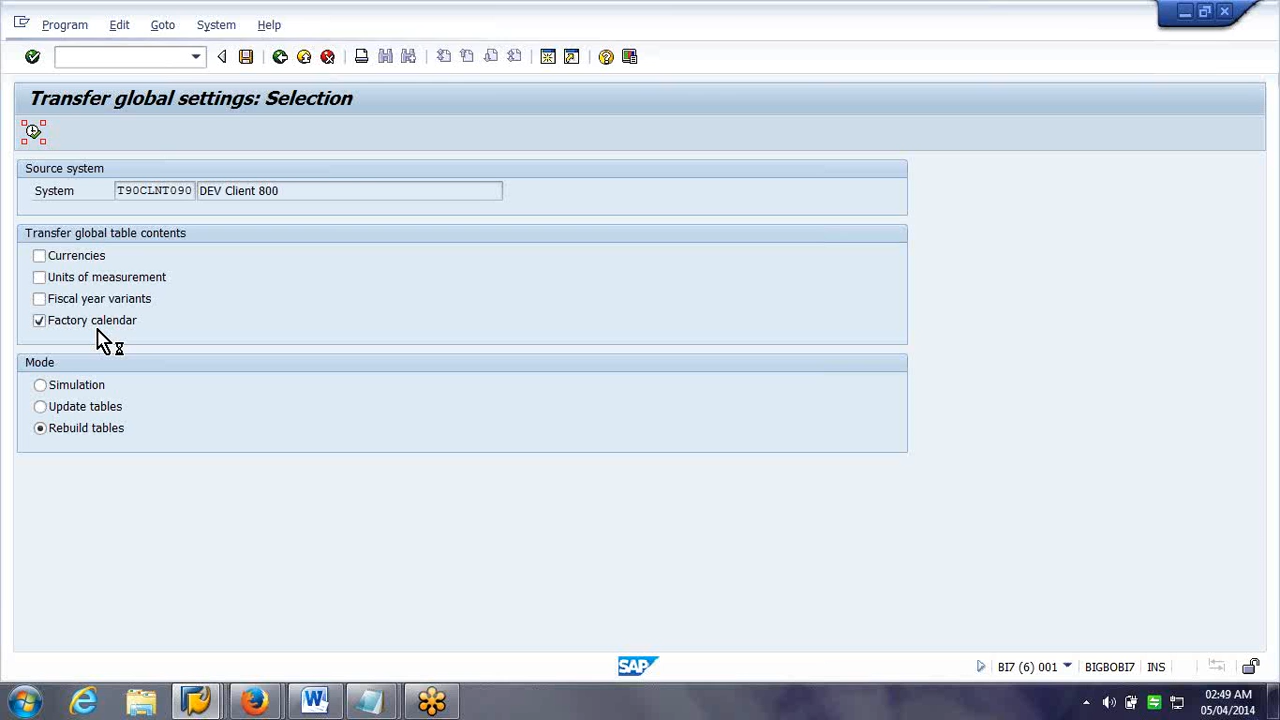 Program Edit Goto System Help
Transfer global settings: Selection
Source system
System T90CLNT090 DEV Client 800
Transfer global table contents
Currencies
Units of measurement
Fiscal year variants
Factory calendar
Mode
Simulation
Update tables
Rebuild tables
SAP BI7 (6) 001 BIGBOBI7 INS
02:49 AM
05/04/2014